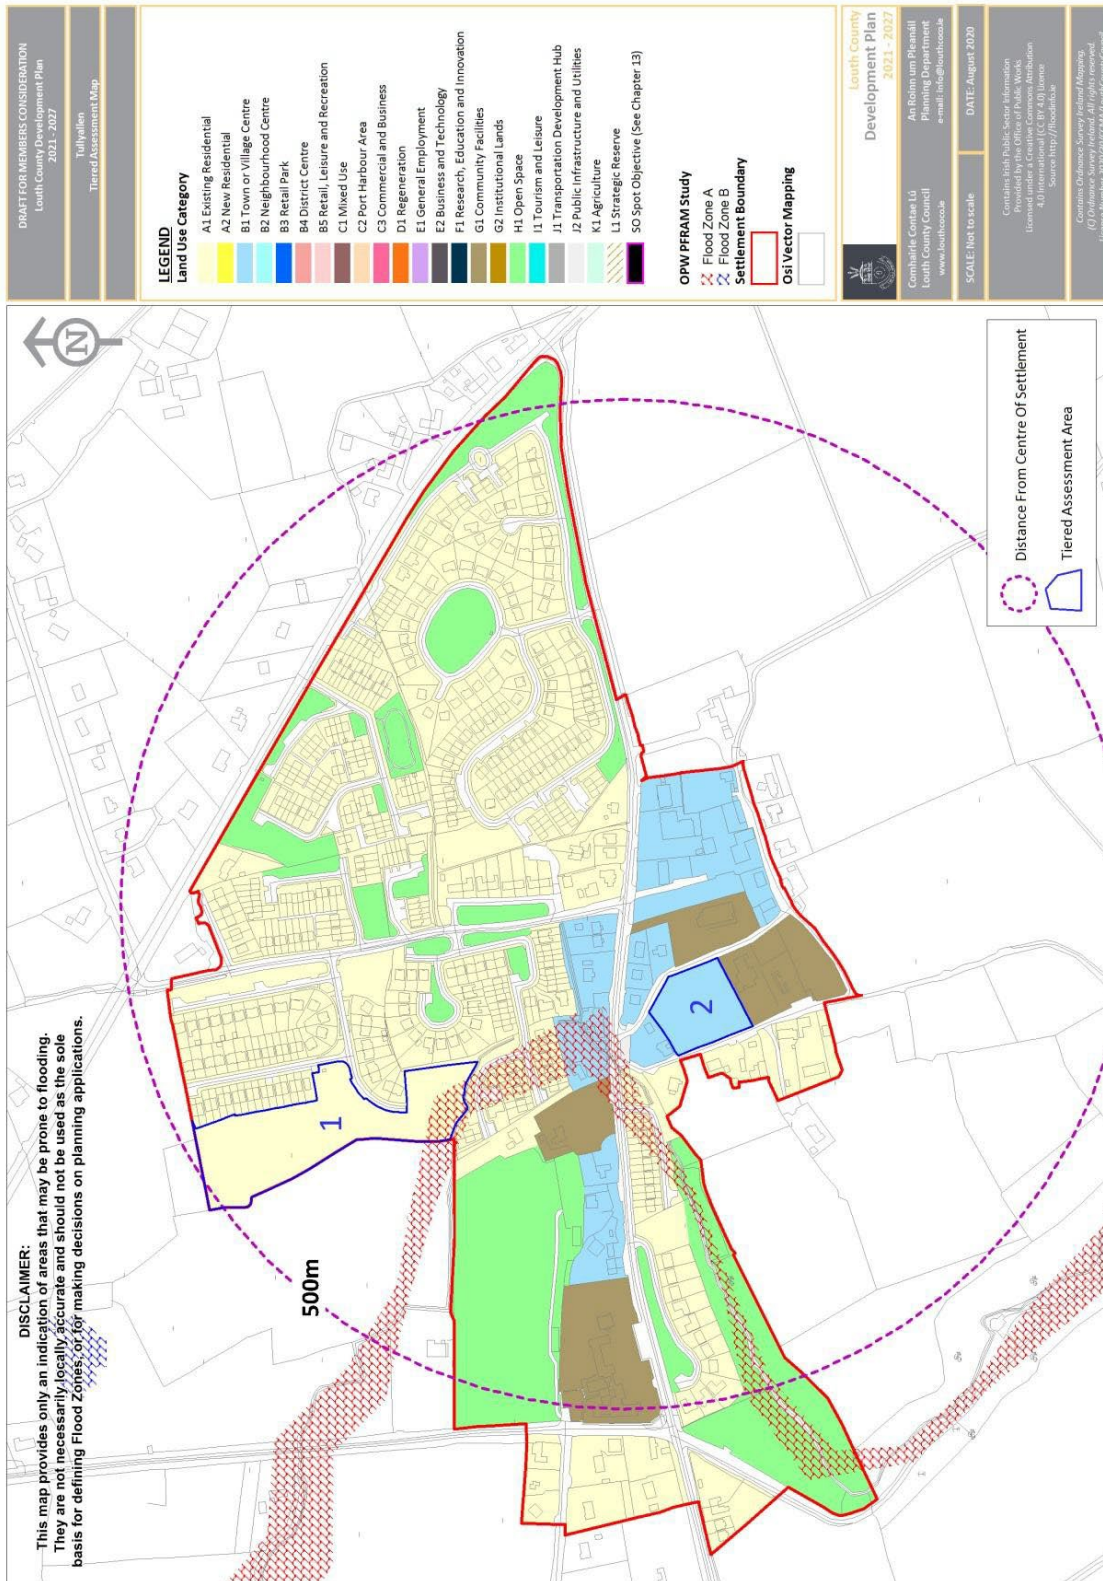 DRAFT FOR MEMBERS CONSIDERATION
Louth County Development Plan
2021 - 2027
Tullyallen
Tiered Assessment Map
LEGEND
Land Use Category
A1 Existing Residential
A2 New Residential
B1 Town or Village Centre
B2 Neighbourhood Centre
B3 Retail Park
B4 District Centre
B5 Retail, Leisure and Recreation
C1 Mixed Use
C2 Port Harbour Area
C3 Commercial and Business
D1 Regeneration
E1 General Employment
E2 Business and Technology
F1 Research, Education and Innovation
G1 Community Facilities
G2 Institutional Lands
H1 Open Space
I1 Tourism and Leisure
J1 Transportation Development Hub
J2 Public Infrastructure and Utilities
K1 Agriculture
L1 Strategic Reserve
SO Spot Objective (See Chapter 13)
OPW PFRAM Study
Flood Zone A
Flood Zone B
Settlement Boundary
Osi Vector Mapping
Louth County
Development Plan
2021 - 2027
Comhairle Contae Lú
Louth County Council
www.louthcoco.ie
An Roinn um Pleanáil
Planning Department
e-mail: info@louthcoco.ie
SCALE: Not to scale
DATE: August 2020
Contains Irish Public Sector Information
Provided by the Office of Public Works
Licensed under a Creative Commons Attribution
4.0 International (CC BY 4.0) Licence
Source http://floodinfo.ie
Contains Ordnance Survey Ireland Mapping.
(C) Ordnance Survey Ireland. All rights reserved.
N
DISCLAIMER:
This map provides only an indication of areas that may be prone to flooding.
They are not necessarily locally accurate and should not be used as the sole
basis for defining Flood Zones, or for making decisions on planning applications.
500m
1
2
Distance From Centre Of Settlement
Tiered Assessment Area